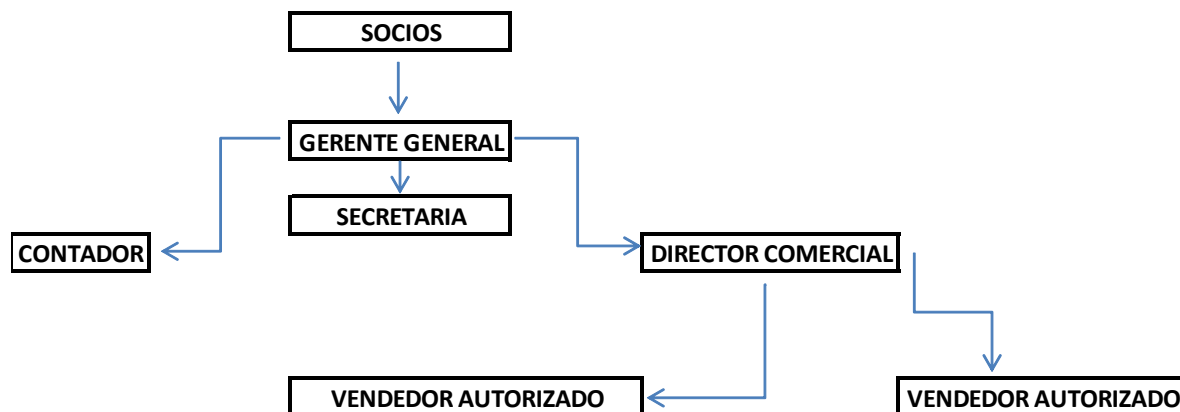 SOCIOS
GERENTE GENERAL
SECRETARIA
CONTADOR
DIRECTOR COMERCIAL
VENDEDOR AUTORIZADO
VENDEDOR AUTORIZADO